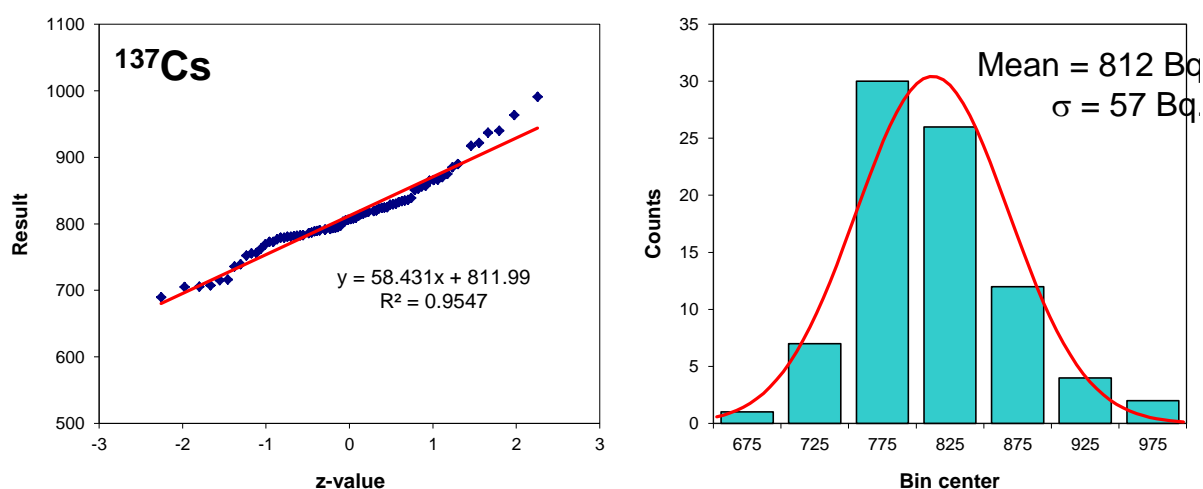 ¹³⁷Cs
1100
1000
900
800
700
600
500
-3 -2 -1 0 1 2 3
Result
z-value
y = 58.431x + 811.99
R² = 0.9547
Mean = 812 Bq
σ = 57 Bq.
35
30
25
20
15
10
5
0
675 725 775 825 875 925 975
Counts
Bin center